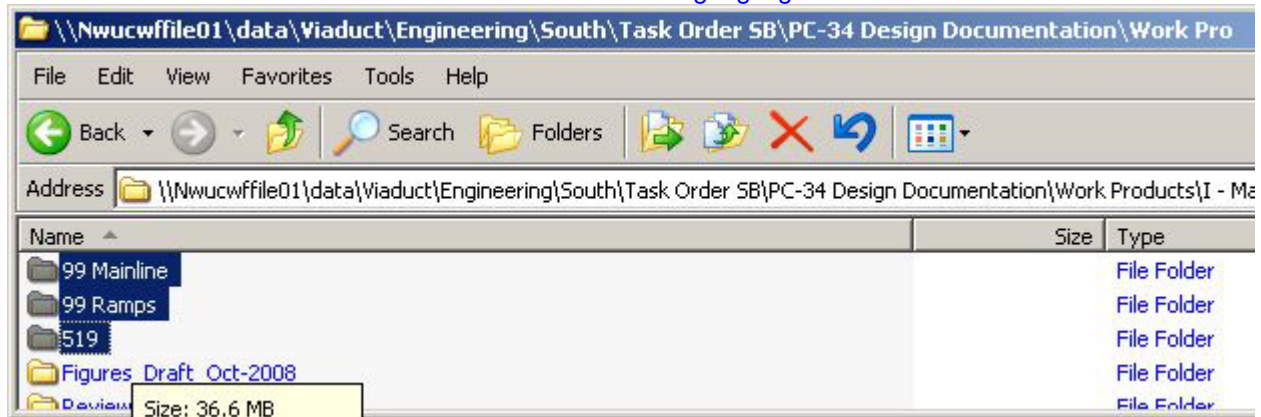 \\Nwucwffile01\data\Viaduct\Engineering\South\Task Order SB\PC-34 Design Documentation\Work Pro
File Edit View Favorites Tools Help
Back Search Folders
Address \\Nwucwffile01\data\Viaduct\Engineering\South\Task Order SB\PC-34 Design Documentation\Work Products\I - Ma
Name Size Type
99 Mainline File Folder
99 Ramps File Folder
519 File Folder
Figures_Draft_Oct-2008 File Folder
Review File Folder
Size: 36.6 MB